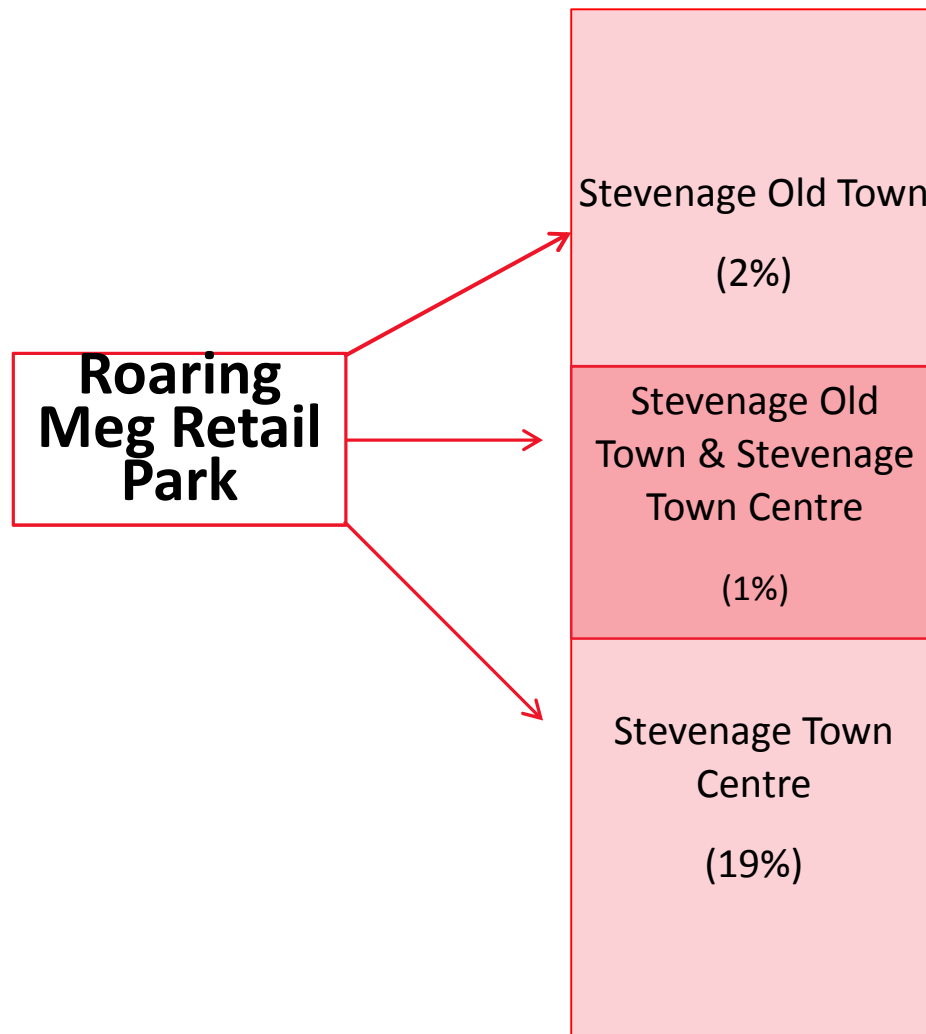 Roaring
Meg Retail
Park
Stevenage Old Town
(2%)
Stevenage Old
Town & Stevenage
Town Centre
(1%)
Stevenage Town
Centre
(19%)